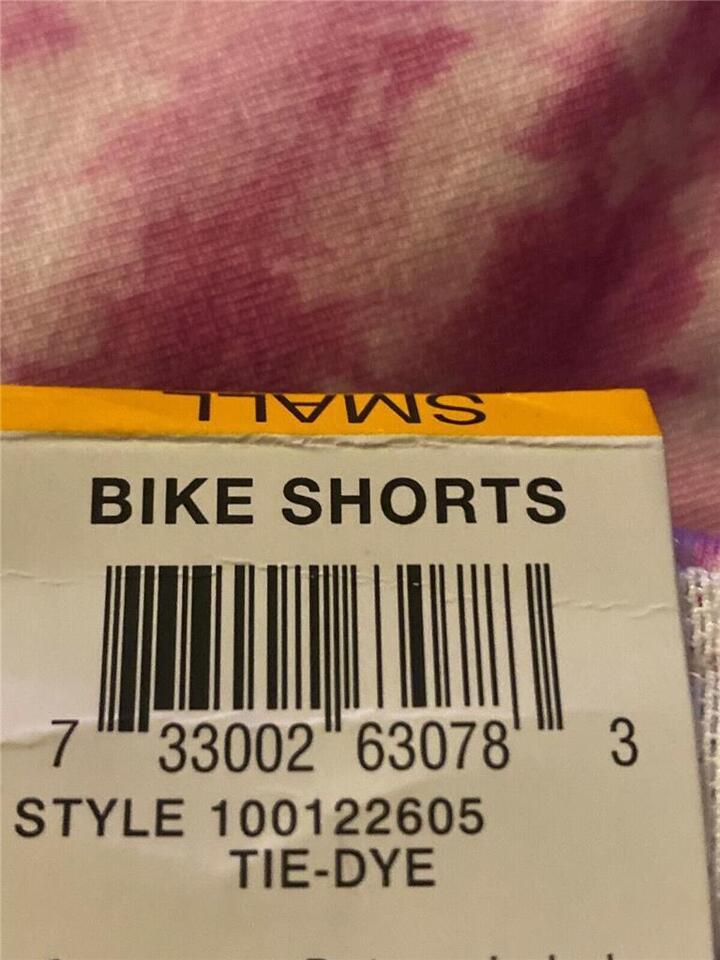 SMALL
BIKE SHORTS
7 33002 63078 3
STYLE 100122605
TIE-DYE